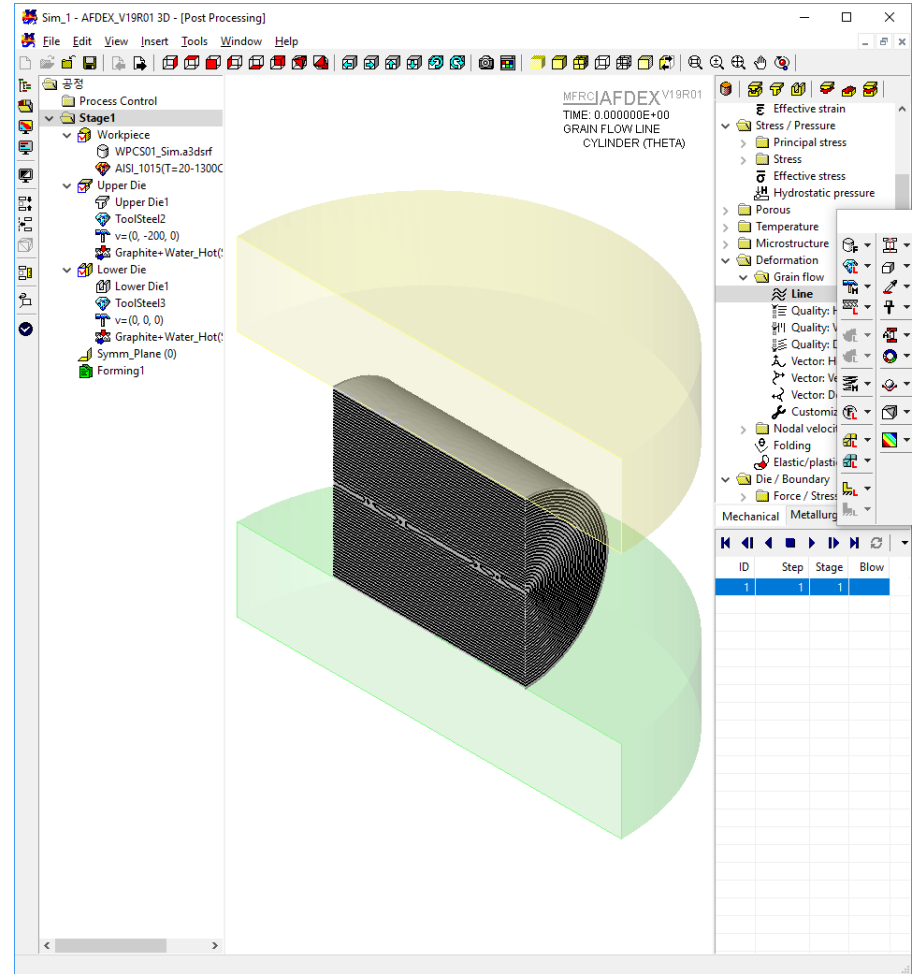 Sim_1 - AFDEX_V19R01 3D - [Post Processing]
File Edit View Insert Tools Window Help
공정
Process Control
Stage1
Workpiece
WPCS01_Sim.a3dsrf
AISI_1015(T=20-1300C
Upper Die
Upper Die1
ToolSteel2
v=(0, -200, 0)
Graphite+Water_Hot(
Lower Die
Lower Die1
ToolSteel3
v=(0, 0, 0)
Graphite+Water_Hot(
Symm_Plane (0)
Forming1
MFRC|AFDEX V19R01
TIME: 0.000000E+00
GRAIN FLOW LINE
CYLINDER (THETA)
Effective strain
Stress / Pressure
Principal stress
Stress
Effective stress
Hydrostatic pressure
Porous
Temperature
Microstructure
Deformation
Grain flow
Line
Quality: H
Quality: V
Quality: D
Vector: H
Vector: Ve
Vector: D
Customiz
Nodal veloci
Folding
Elastic/plasti
Die / Boundary
Force / Stress
Mechanical Metallurg
ID Step Stage Blow
1 1 1